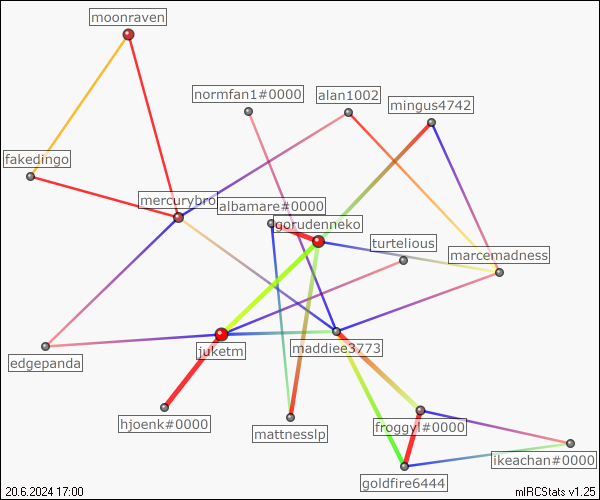 moonraven
normfan1#0000
alan1002
mingus4742
fakedingo
mercurybro
albamare#0000
gorudenneko
turtelious
marcemadness
edgepanda
juketm
maddiee3773
hjoenk#0000
mattnesslp
froggyl#0000
ikeachan#0000
goldfire6444
20.6.2024 17:00
mIRCStats v1.25